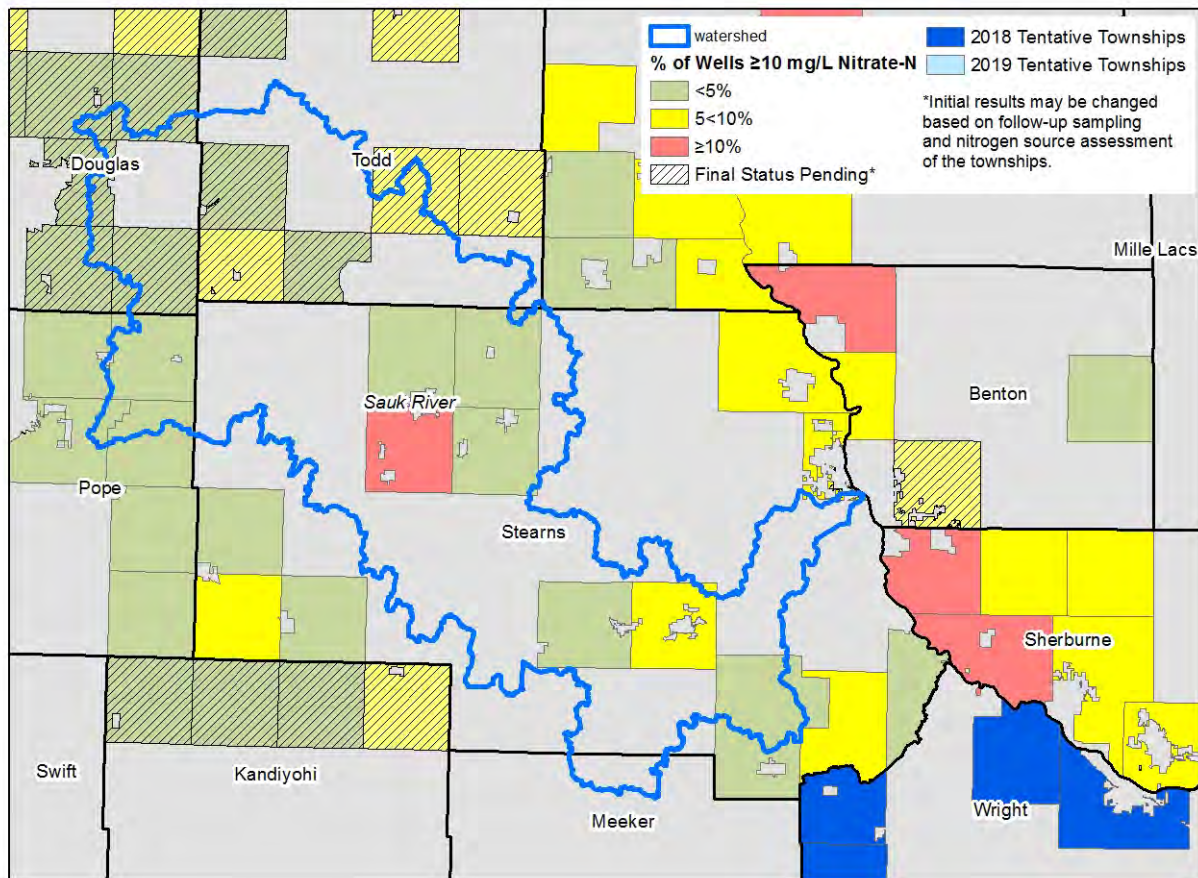 watershed
% of Wells ≥10 mg/L Nitrate-N
<5%
5<10%
≥10%
Final Status Pending*
2018 Tentative Townships
2019 Tentative Townships
*Initial results may be changed
based on follow-up sampling
and nitrogen source assessment
of the townships.
Douglas
Todd
Mille Lacs
Sauk River
Benton
Pope
Stearns
Sherburne
Swift
Kandiyohi
Meeker
Wright